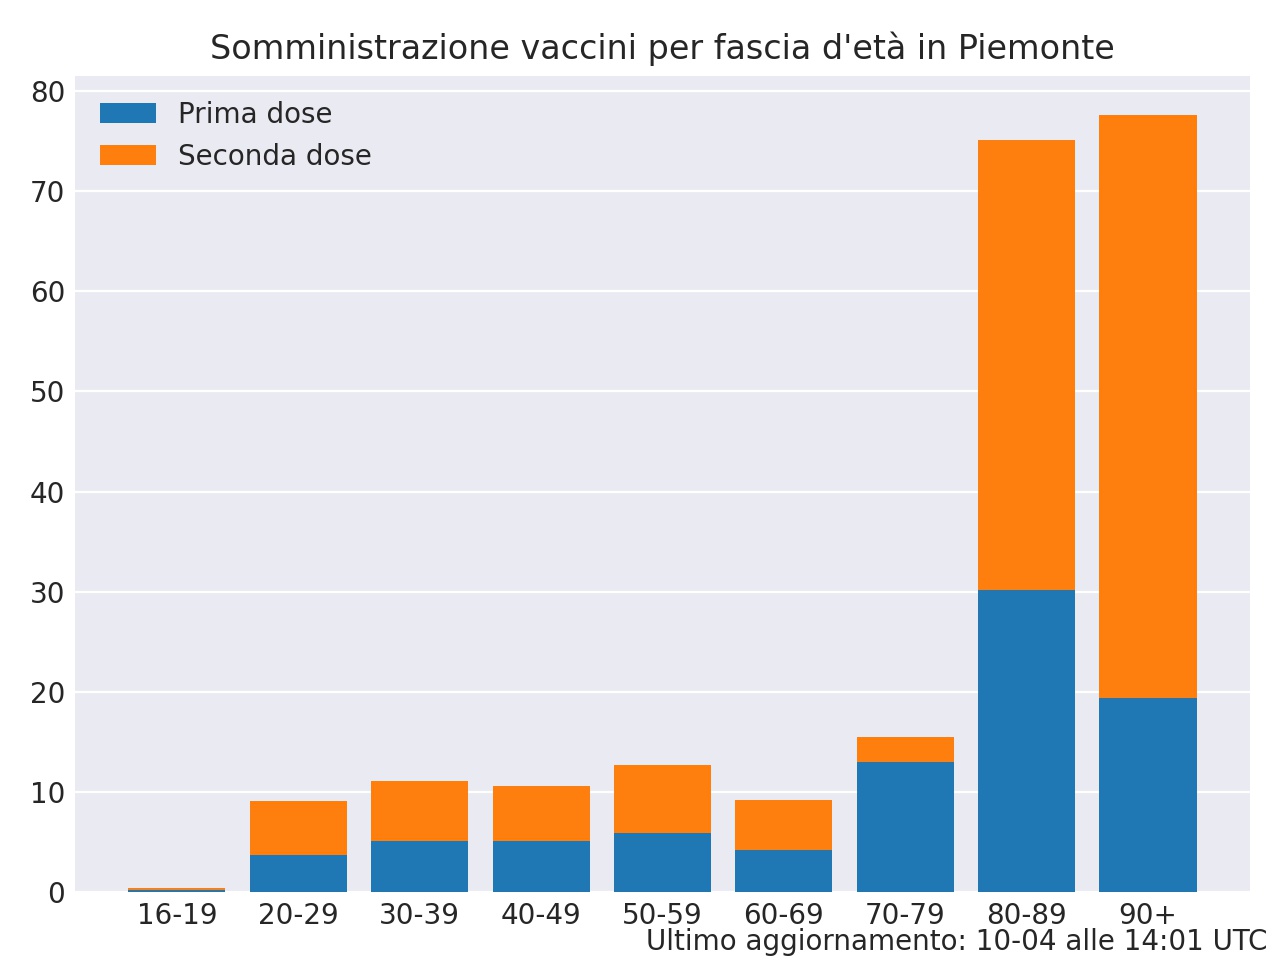 Somministrazione vaccini per fascia d'età in Piemonte
Prima dose
Seconda dose
80
70
60
50
40
30
20
10
0
16-19 20-29 30-39 40-49 50-59 60-69 70-79 80-89 90+
Ultimo aggiornamento: 10-04 alle 14:01 UTC